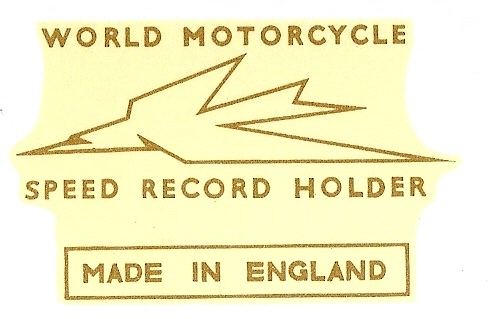 WORLD MOTORCYCLE
SPEED RECORD HOLDER
MADE IN ENGLAND